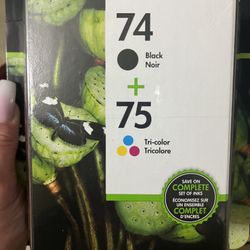 74
Black
Noir
+
75
Tri-color
Tricolore
SAVE ON
COMPLETE
SET OF INKS
ÉCONOMISEZ SUR
UN ENSEMBLE
COMPLET
D'ENCRES